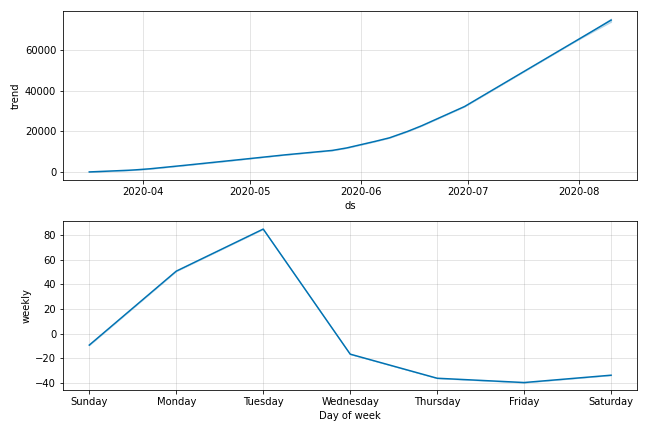 60000
40000
20000
0
trend
2020-04 2020-05 2020-06 2020-07 2020-08
ds
80
60
40
20
0
−20
−40
weekly
Sunday Monday Tuesday Wednesday Thursday Friday Saturday
Day of week